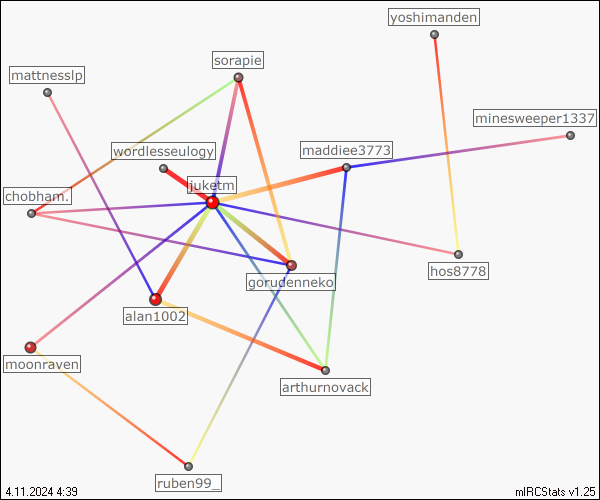 yoshimanden
sorapie
mattnesslp
minesweeper1337
wordlesseulogy
maddiee3773
juketm
chobham.
hos8778
gorudenneko
alan1002
moonraven
arthurnovack
ruben99_
4.11.2024 4:39
mIRCStats v1.25